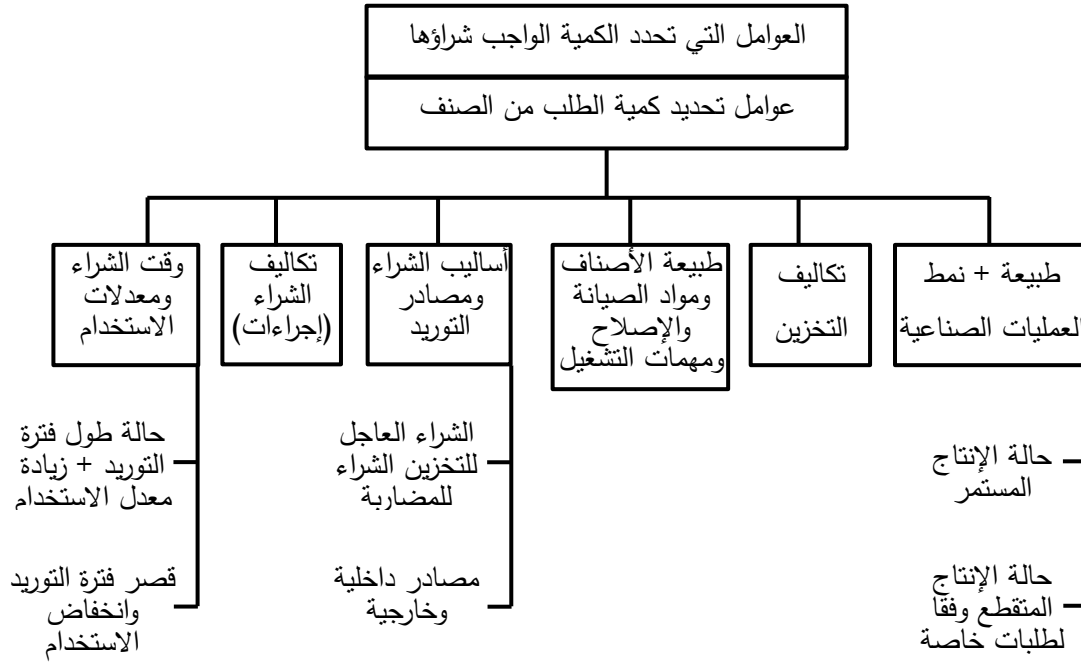 العوامل التي تحدد الكمية الواجب شراؤها
عوامل تحديد كمية الطلب من الصنف
طبيعة + نمط
العمليات الصناعية
تكاليف
التخزين
طبيعة الأصناف
ومواد الصيانة
والإصلاح
ومهمات التشغيل
أساليب الشراء
ومصادر
التوريد
تكاليف
الشراء
(إجراءات)
وقت الشراء
ومعدلات
الاستخدام
حالة الإنتاج
المستمر
حالة الإنتاج
المتقطع وفقا
لطلبات خاصة
الشراء العاجل
للتخزين الشراء
للمضاربة
مصادر داخلية
وخارجية
حالة طول فترة
التوريد + زيادة
معدل الاستخدام
قصر فترة التوريد
وانخفاض
الاستخدام